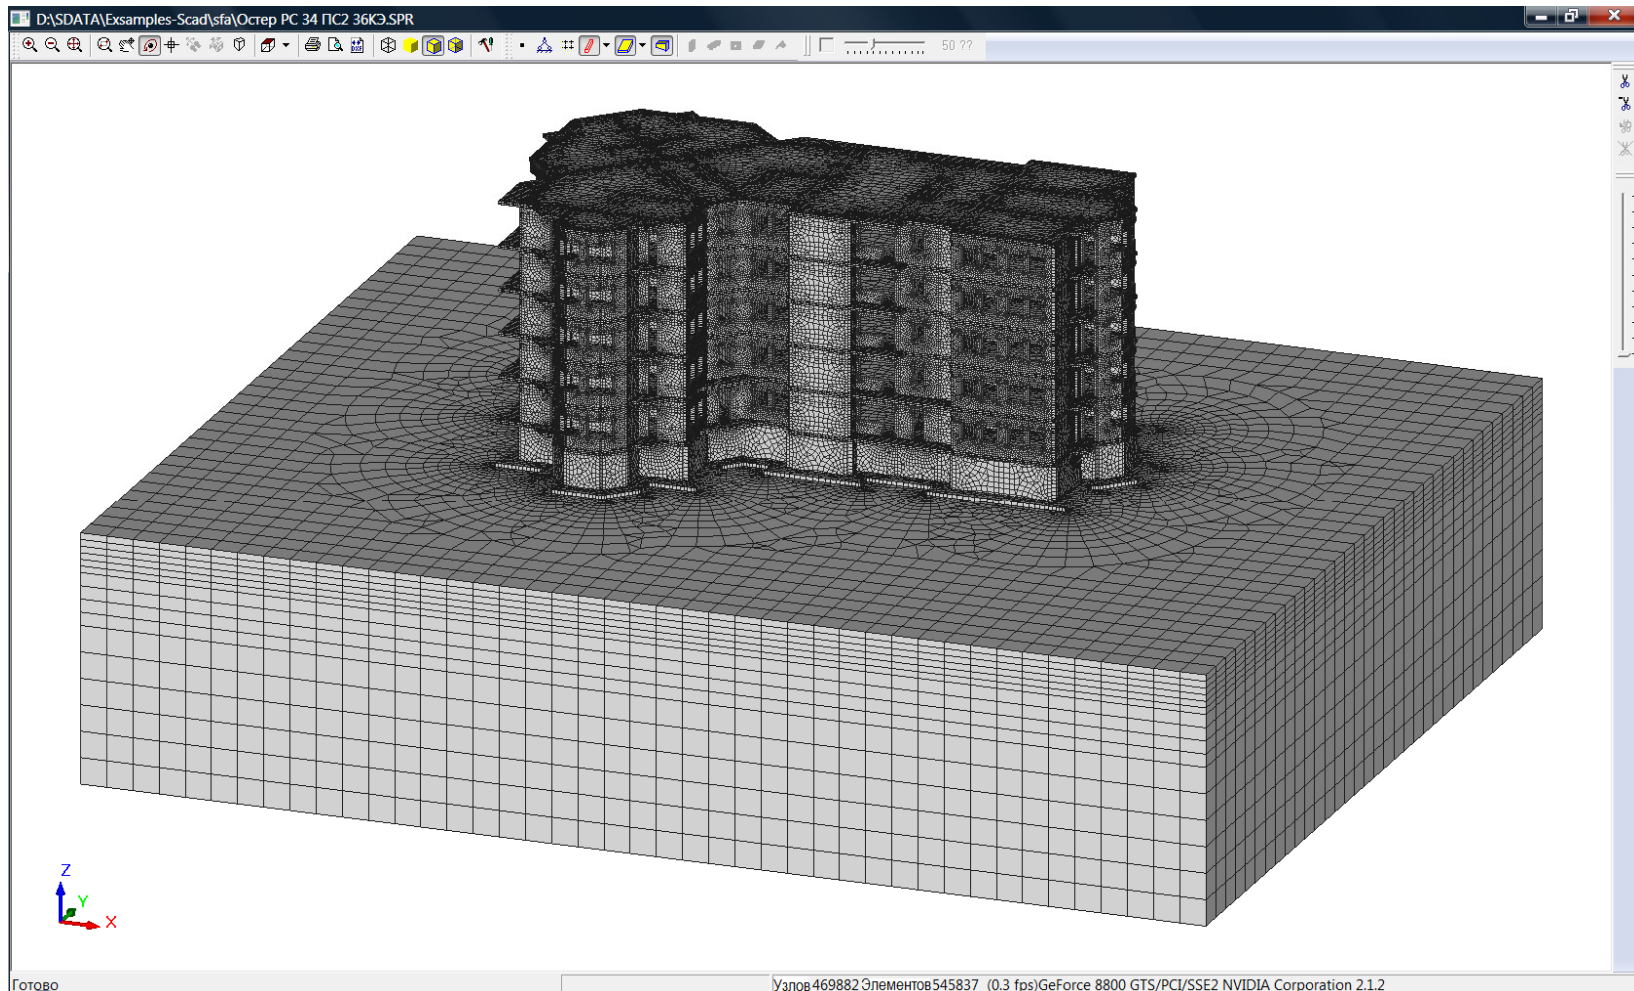 D:\SDATA\Exsamples-Scad\sfa\Остер РС 34 ПС2 36КЭ.SPR
50 ??
Z
Y
X
Готово
Узлов 469882 Элементов 545837 (0.3 fps)GeForce 8800 GTS/PCI/SSE2 NVIDIA Corporation 2.1.2